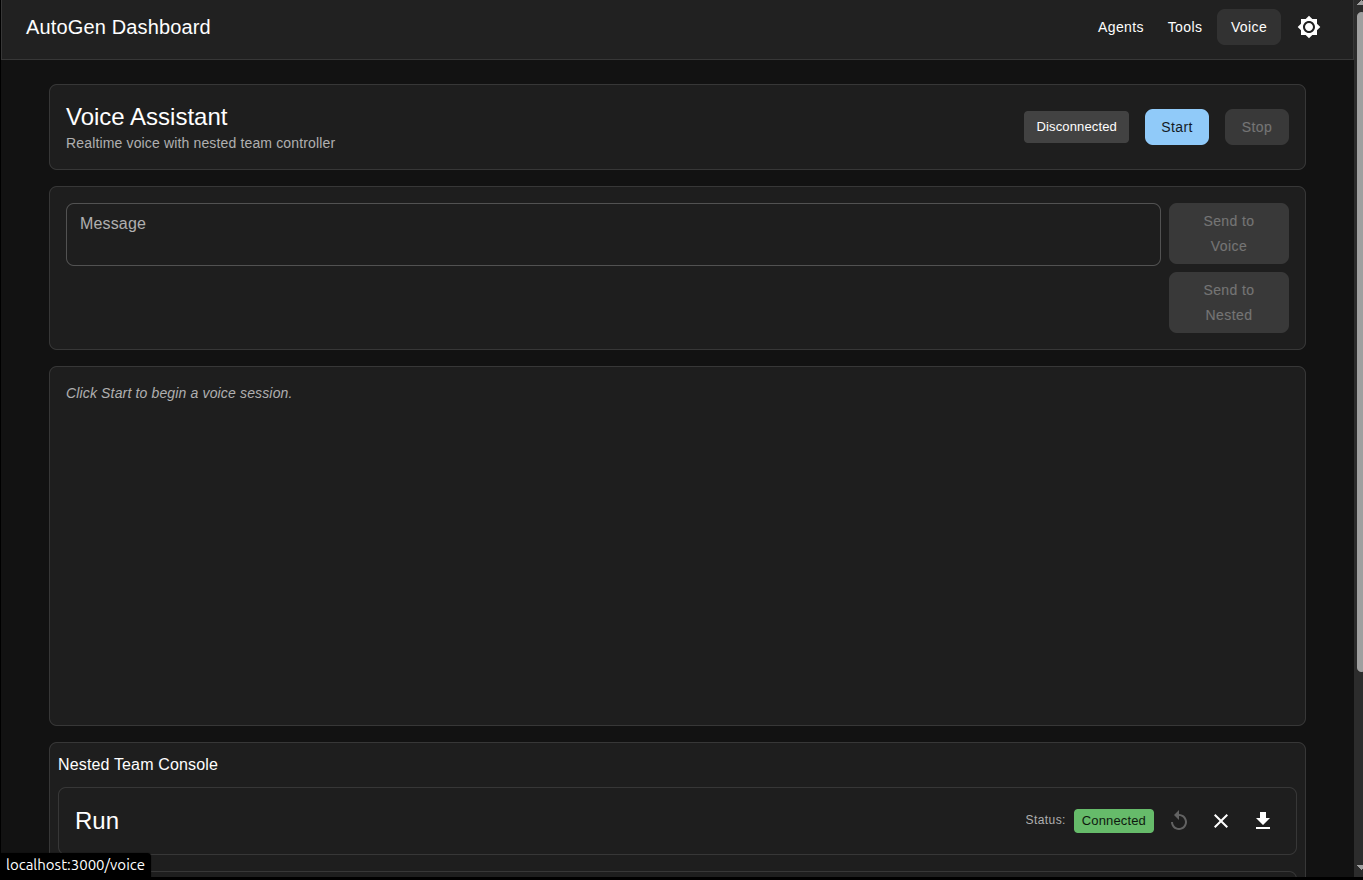 AutoGen Dashboard
Agents
Tools
Voice
Voice Assistant
Realtime voice with nested team controller
Disconnected
Start
Stop
Message
Send to
Voice
Send to
Nested
Click Start to begin a voice session.
Nested Team Console
Run
Status:
Connected
localhost:3000/voice